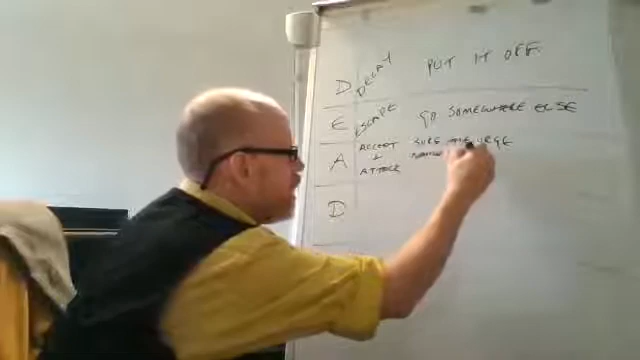 D DELAY PUT IT OFF
E ESCAPE GO SOMEWHERE ELSE
A ACCEPT SURF THE URGE
+
ATTACK
D